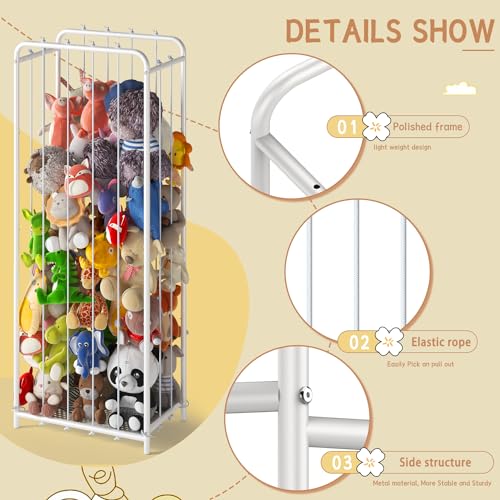 DETAILS SHOW
01
Polished frame
light weight design
02
Elastic rope
Easily Pick an pull out
03
Side structure
Metal material, More Stable and Sturdy